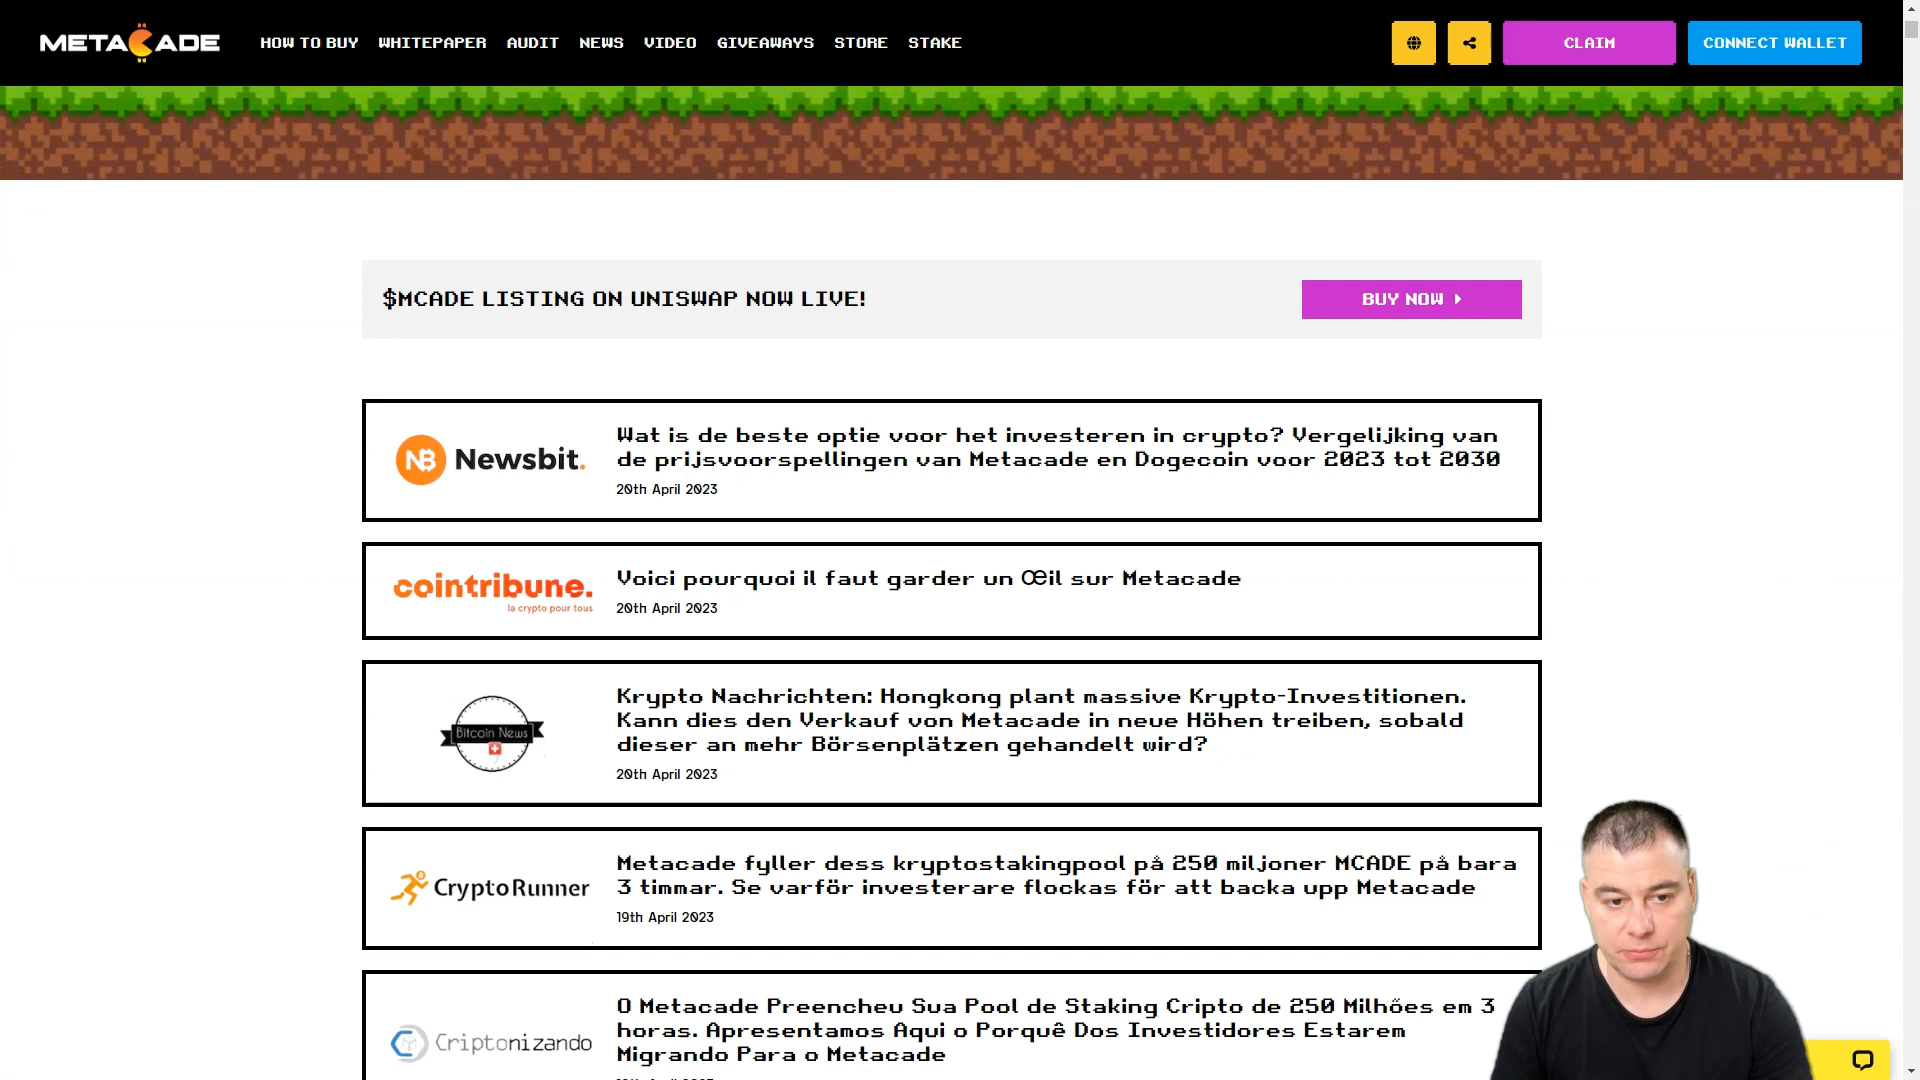 METACADE
HOW TO BUY WHITEPAPER AUDIT NEWS VIDEO GIVEAWAYS STORE STAKE
CLAIM
CONNECT WALLET
$MCADE LISTING ON UNISWAP NOW LIVE!
BUY NOW
NB Newsbit.
Wat is de beste optie voor het investeren in crypto? Vergelijking van
de prijsvoorspellingen van Metacade en Dogecoin voor 2023 tot 2030
20th April 2023
cointribune.
la crypto pour tous
Voici pourquoi il faut garder un Œil sur Metacade
20th April 2023
Bitcoin News
Krypto Nachrichten: Hongkong plant massive Krypto-Investitionen.
Kann dies den Verkauf von Metacade in neue Höhen treiben, sobald
dieser an mehr Börsenplätzen gehandelt wird?
20th April 2023
CryptoRunner
Metacade fyller dess kryptostakingpool på 250 miljoner MCADE på bara
3 timmar. Se varför investerare flockas för att backa upp Metacade
19th April 2023
Criptonizando
O Metacade Preencheu Sua Pool de Staking Cripto de 250 Milhões em 3
horas. Apresentamos Aqui o Porquê Dos Investidores Estarem
Migrando Para o Metacade